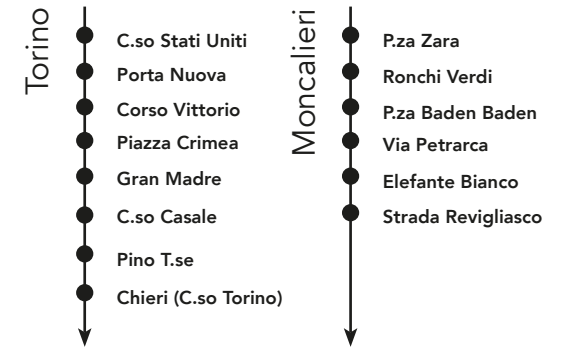 Torino
C.so Stati Uniti
Porta Nuova
Corso Vittorio
Piazza Crimea
Gran Madre
C.so Casale
Pino T.se
Chieri (C.so Torino)
Moncalieri
P.za Zara
Ronchi Verdi
P.za Baden Baden
Via Petrarca
Elefante Bianco
Strada Revigliasco